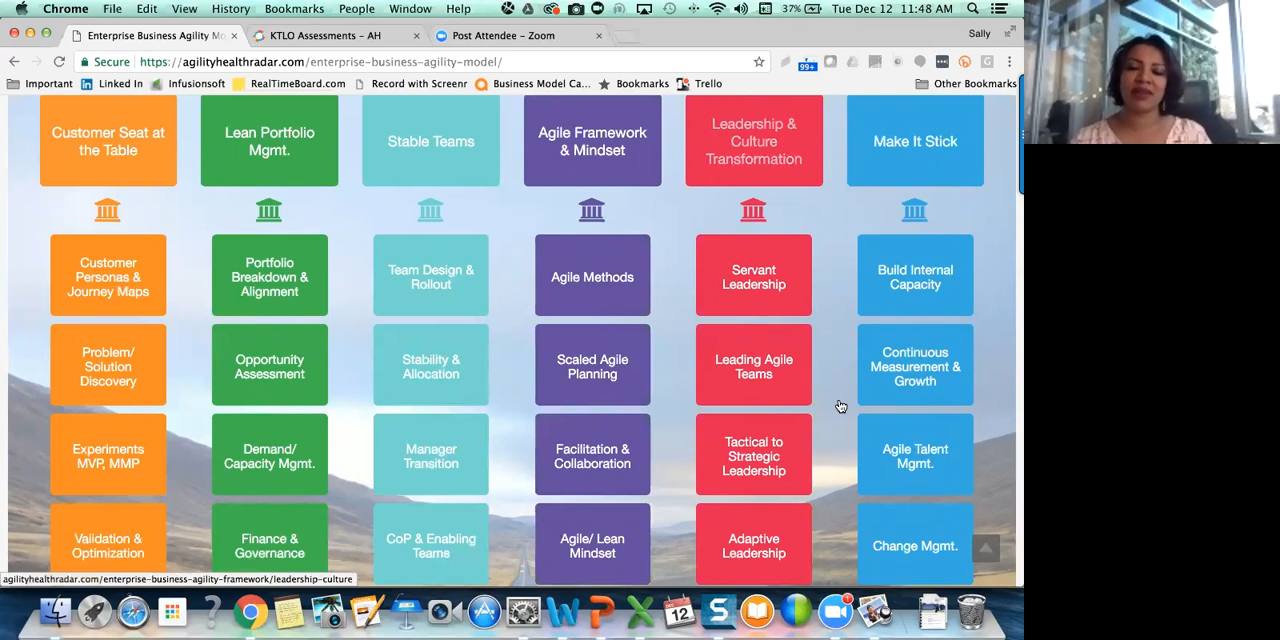 Chrome File Edit View History Bookmarks People Window Help 37% Tue Dec 12 11:48 AM
Enterprise Business Agility Mo × KTLO Assessments - AH × Post Attendee - Zoom × Sally
Secure https://agilityhealthradar.com/enterprise-business-agility-model/ 99+
Important Linked In Infusionsoft RealTimeBoard.com Record with Screenr Business Model Ca... Bookmarks Trello Other Bookmarks
Customer Seat at
the Table
Lean Portfolio
Mgmt.
Stable Teams
Agile Framework
& Mindset
Leadership &
Culture
Transformation
Make It Stick
Customer
Personas &
Journey Maps
Portfolio
Breakdown &
Alignment
Team Design &
Rollout
Agile Methods
Servant
Leadership
Build Internal
Capacity
Problem/
Solution
Discovery
Opportunity
Assessment
Stability &
Allocation
Scaled Agile
Planning
Leading Agile
Teams
Continuous
Measurement &
Growth
Experiments
MVP, MMP
Demand/
Capacity Mgmt.
Manager
Transition
Facilitation &
Collaboration
Tactical to
Strategic
Leadership
Agile Talent
Mgmt.
Validation &
Optimization
Finance &
Governance
CoP & Enabling
Teams
Agile/ Lean
Mindset
Adaptive
Leadership
Change Mgmt.
agilityhealthradar.com/enterprise-business-agility-framework/leadership-culture
DEC
12
1